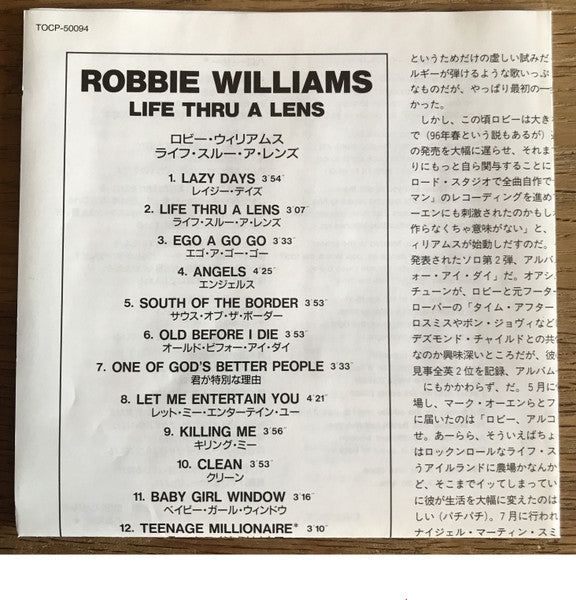 TOCP-50094
ROBBIE WILLIAMS
LIFE THRU A LENS
ロビー・ウィリアムス
ライフ・スルー・ア・レンズ
1. LAZY DAYS 3'54"
レイジー・デイズ
2. LIFE THRU A LENS 3'07"
ライフ・スルー・ア・レンズ
3. EGO A GO GO 3'33"
エゴ・ア・ゴー・ゴー
4. ANGELS 4'25"
エンジェルス
5. SOUTH OF THE BORDER 3'53"
サウス・オブ・ザ・ボーダー
6. OLD BEFORE I DIE 3'53"
オールド・ビフォー・アイ・ダイ
7. ONE OF GOD'S BETTER PEOPLE 3'33"
君が特別な理由
8. LET ME ENTERTAIN YOU 4'21"
レット・ミー・エンターテイン・ユー
9. KILLING ME 3'56"
キリング・ミー
10. CLEAN 3'53"
クリーン
11. BABY GIRL WINDOW 3'16"
ベイビー・ガール・ウィンドウ
12. TEENAGE MILLIONAIRE* 3'10"
というためだけの虚しい試みだ
ルギーが弾けるような歌いっぷ
なものだが、やっぱり最初の一
かった。
しかし、この頃ロビーは大き
で（96年春という説もあるが）
の発売を大幅に遅らせ、それま
りにもっと自ら関与することに
ロード・スタジオで全曲自作で
マン」のレコーディングを進め
ーエンにも刺激されたのかもし
作らなくちゃ意味がない」と、
ィリアムスが始動しだすのだ。
発表されたソロ第2弾、アルバ
ォー・アイ・ダイ」だ。オアシ
チューンが、ロビーと元フータ
ローバーの「タイム・アフター
ロスミスやボン・ジョヴィなど
デズモンド・チャイルドとの共
なのか興味深いところだが、彼
見事全英2位を記録、アルバム
にもかかわらず、だ。5月に
場し、マーク・オーエンらとフ
に届いたのは「ロビー、アルコ
せ。あーらら、そういえばちょ
はロックンロールなライフ・ス
うアイルランドに農場かなんか
ど、そこまでイッてしまってい
に彼が生活を大幅に変えたのは
しい（パチパチ）。7月に行われ
ナイジェル・マーティン・スミ